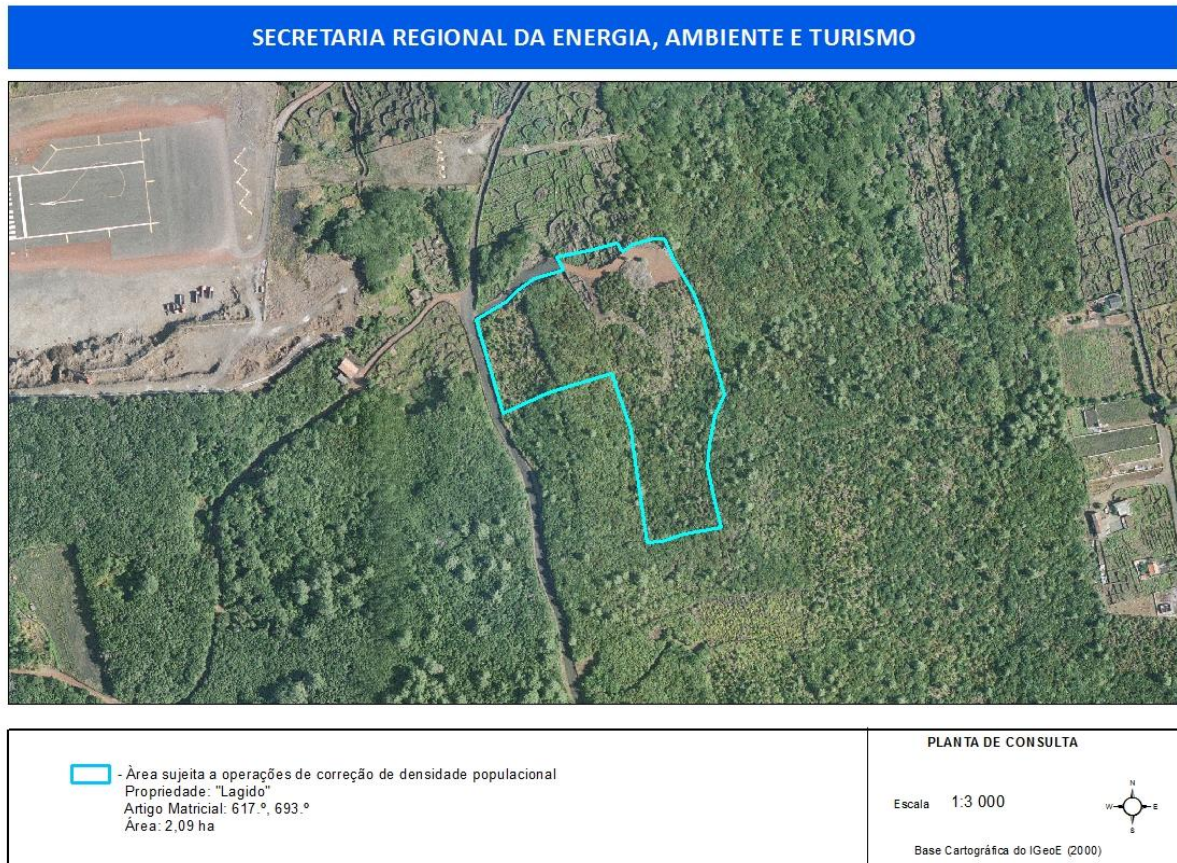 SECRETARIA REGIONAL DA ENERGIA, AMBIENTE E TURISMO
- Área sujeita a operações de correção de densidade populacional
Propriedade: "Lagido"
Artigo Matricial: 617.º, 693.º
Área: 2,09 ha
PLANTA DE CONSULTA
Escala 1:3 000
N
W E
S
Base Cartográfica do IGeoE (2000)